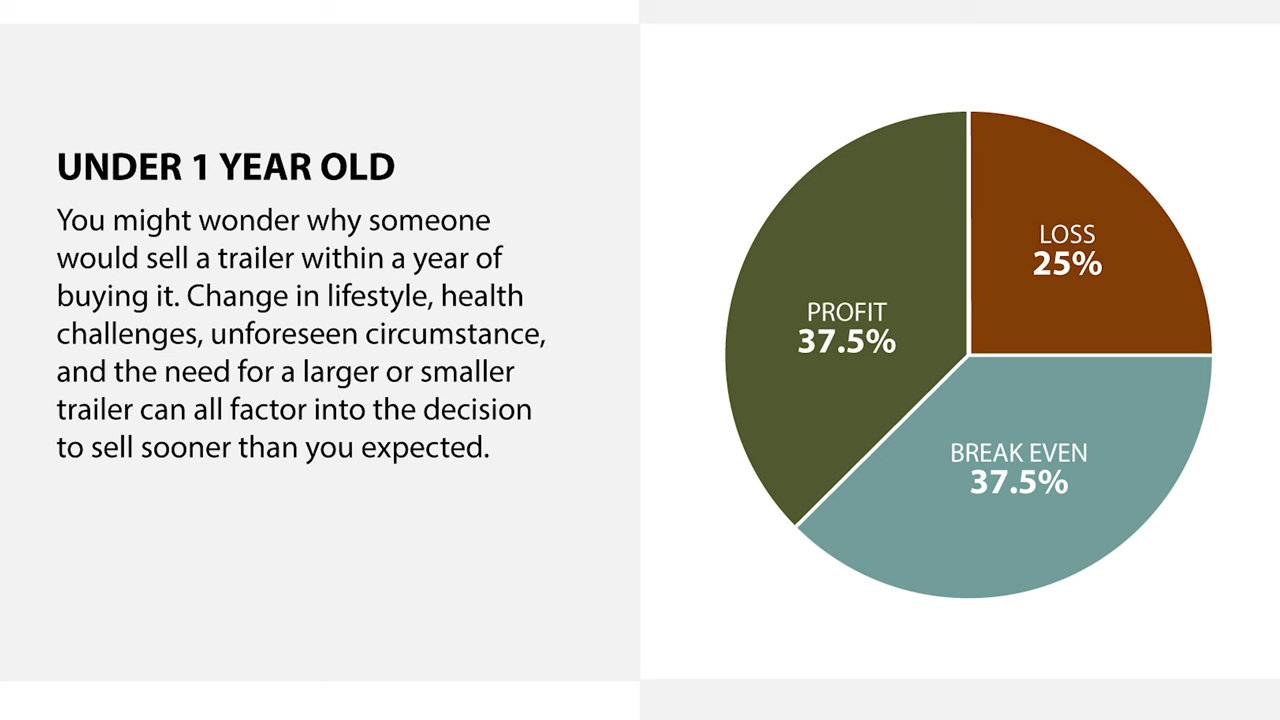 UNDER 1 YEAR OLD
You might wonder why someone
would sell a trailer within a year of
buying it. Change in lifestyle, health
challenges, unforeseen circumstance,
and the need for a larger or smaller
trailer can all factor into the decision
to sell sooner than you expected.
LOSS
25%
PROFIT
37.5%
BREAK EVEN
37.5%